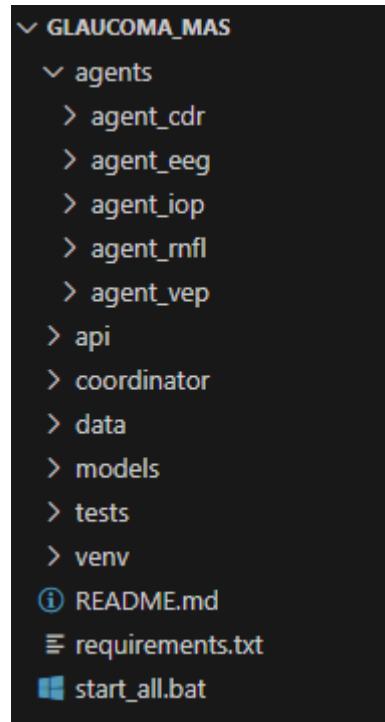 GLAUCOMA_MAS
agents
agent_cdr
agent_eeg
agent_iop
agent_rnfl
agent_vep
api
coordinator
data
models
tests
venv
README.md
requirements.txt
start_all.bat